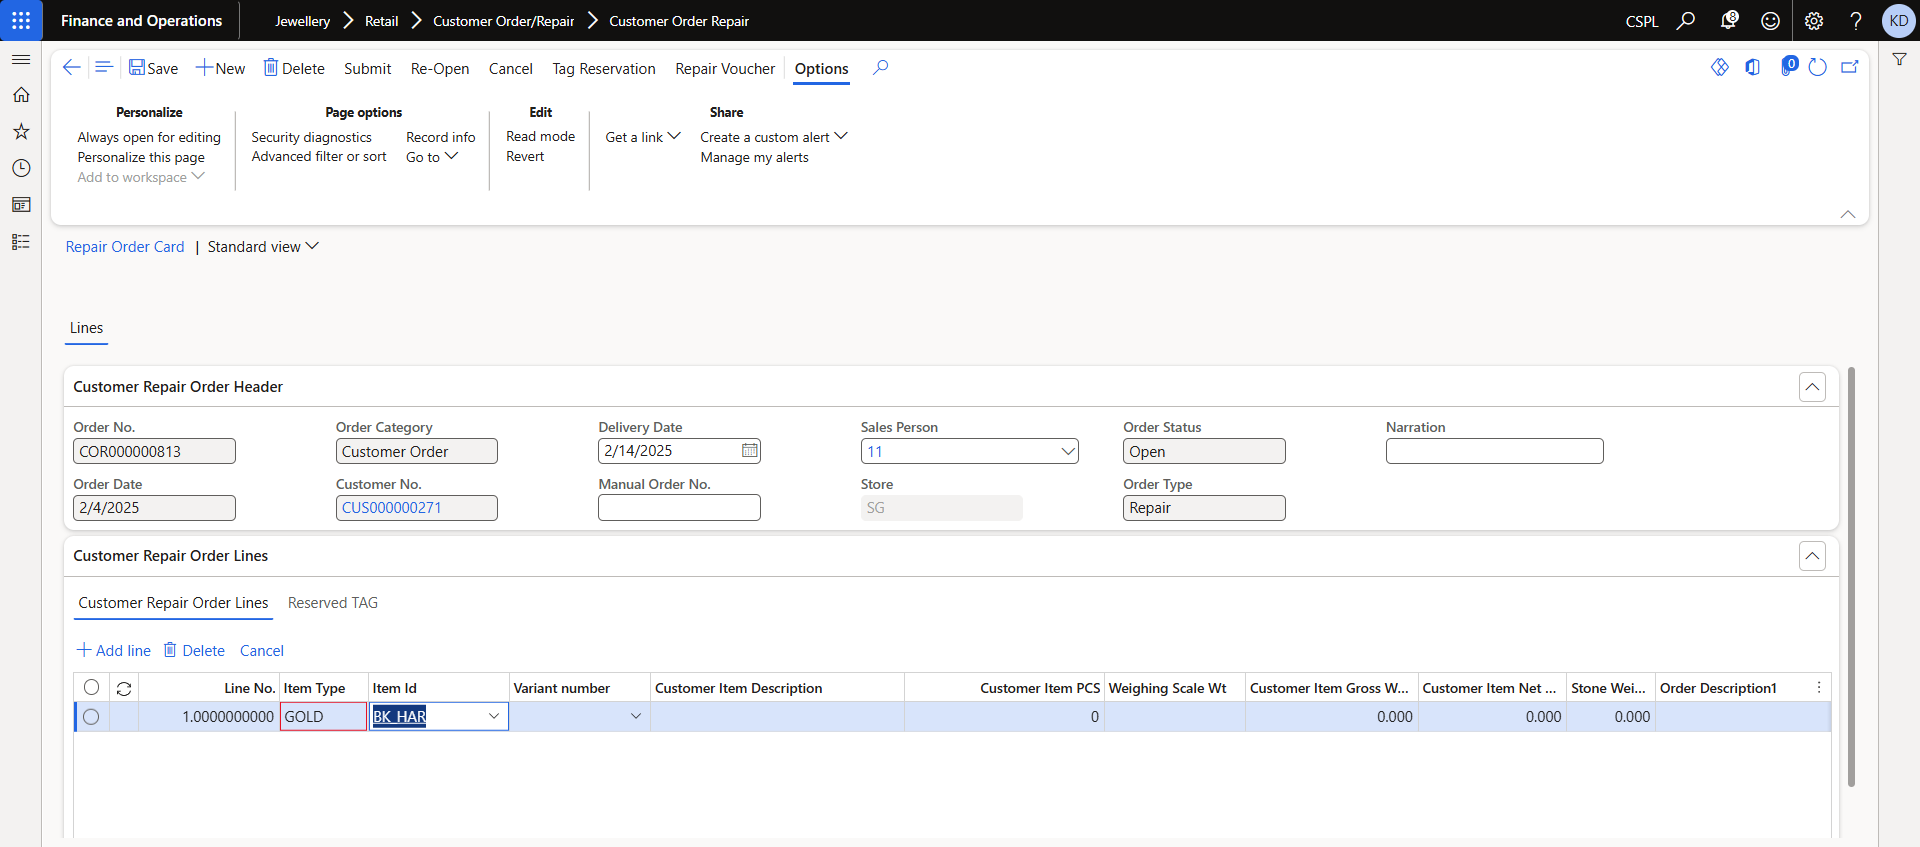 Finance and Operations
Jewellery Retail Customer Order/Repair Customer Order Repair
CSPL 8 ? KD
Save New Delete Submit Re-Open Cancel Tag Reservation Repair Voucher Options 0
Personalize
Always open for editing
Personalize this page
Add to workspace
Page options
Security diagnostics Record info
Advanced filter or sort Go to
Edit
Read mode
Revert
Get a link
Share
Create a custom alert
Manage my alerts
Repair Order Card | Standard view
Lines
Customer Repair Order Header
Order No. Order Category Delivery Date Sales Person Order Status Narration
COR000000813 Customer Order 2/14/2025 11 Open
Order Date Customer No. Manual Order No. Store Order Type
2/4/2025 CUS000000271 SG Repair
Customer Repair Order Lines
Customer Repair Order Lines Reserved TAG
Add line Delete Cancel
Line No. Item Type Item Id Variant number Customer Item Description Customer Item PCS Weighing Scale Wt Customer Item Gross W... Customer Item Net ... Stone Wei... Order Description1
1.0000000000 GOLD BK_HAR 0 0.000 0.000 0.000